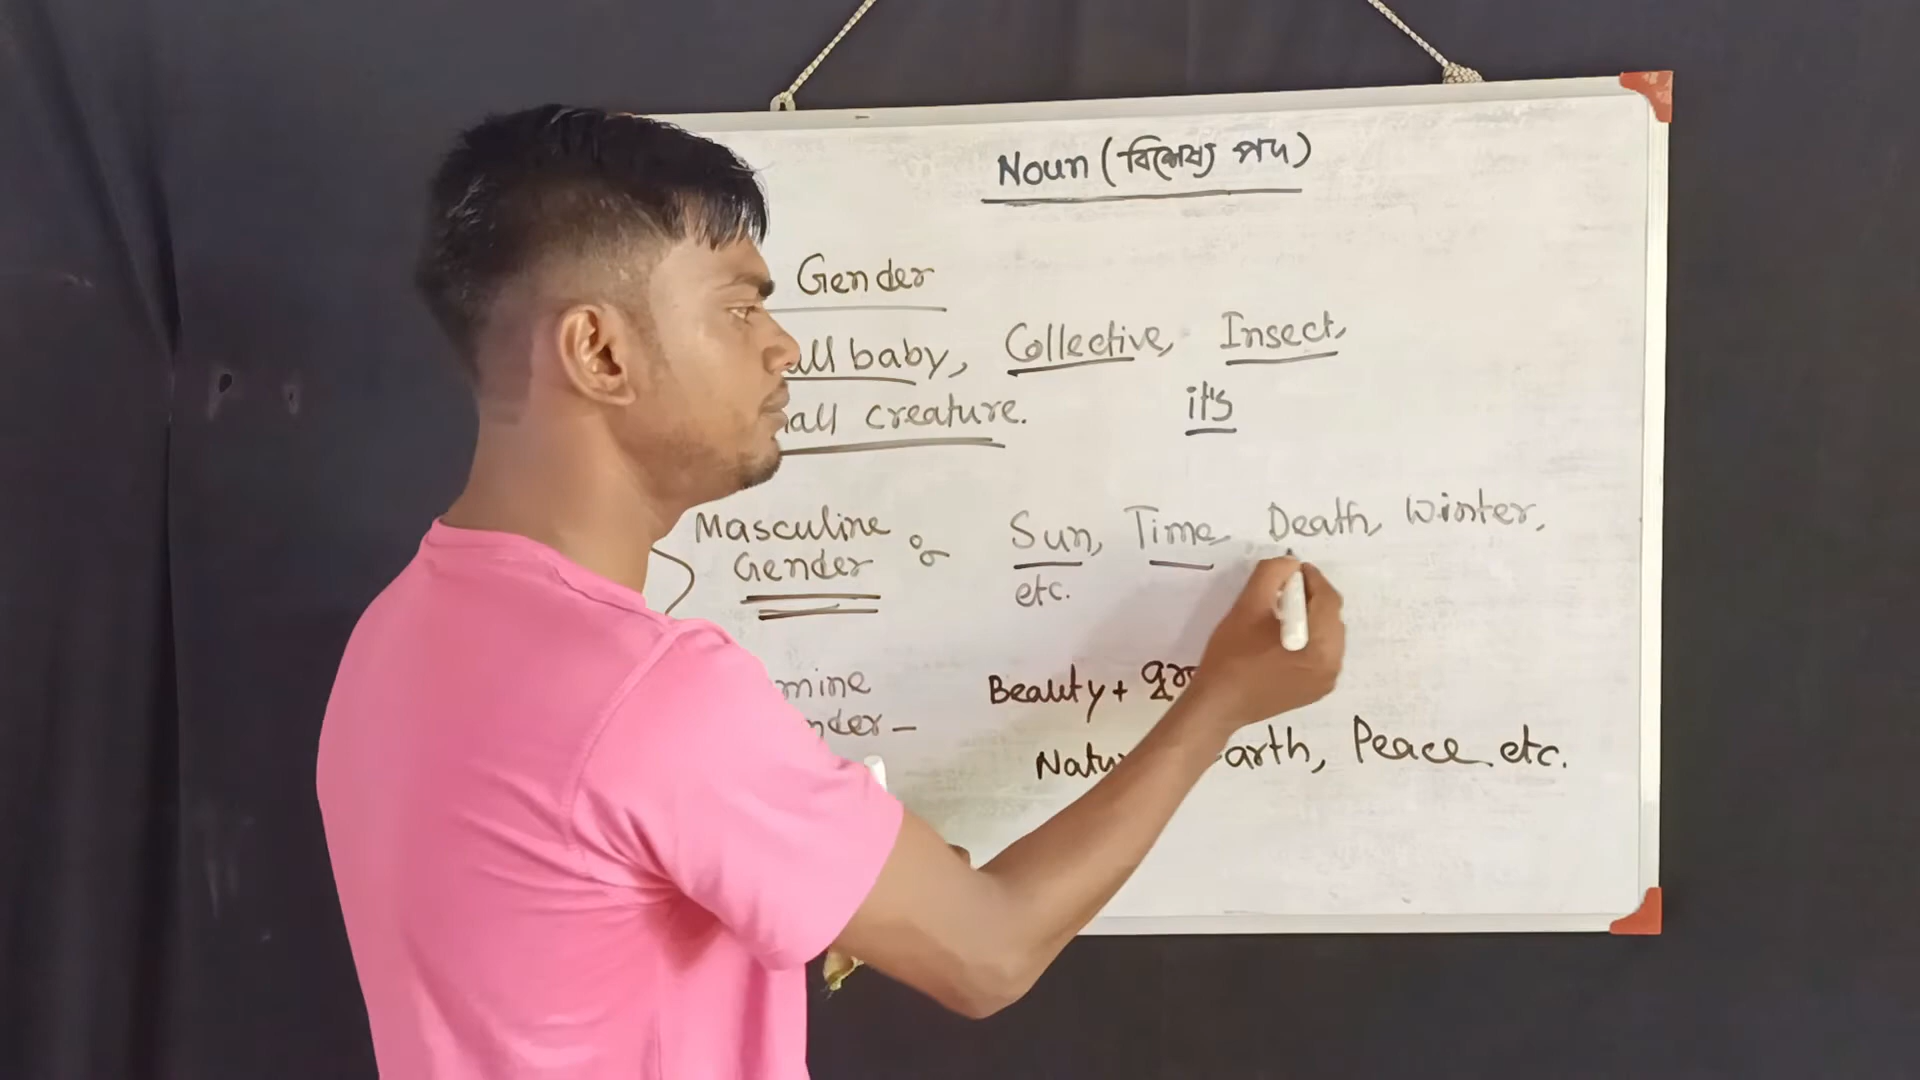 Noun (বিশেষ্য পদ)
Gender
all baby, Collective, Insect,
all creature. it's
Masculine
Gender
Sun, Time, Death, Winter,
etc.
mine
nder -
Beauty +
Natu arth, Peace etc.